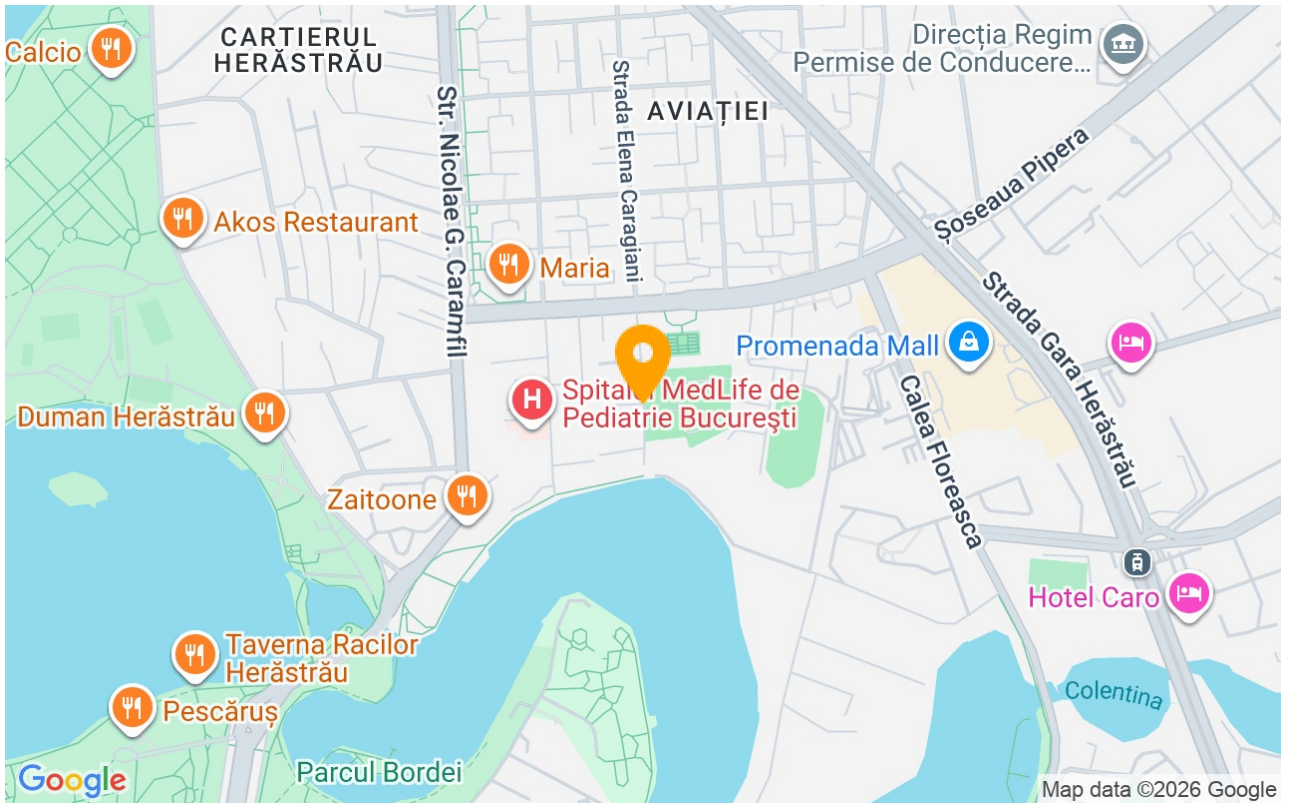 Calcio
CARTIERUL
HERĂSTRĂU
Direcția Regim
Permise de Conducere...
Strada Elena Caragiani
AVIAȚIEI
Str. Nicolae G. Caramfil
Șoseaua Pipera
Akos Restaurant
Maria
Strada Gara Herăstrău
Promenada Mall
Spitalul MedLife de
Pediatrie București
Calea Floreasca
Duman Herăstrău
Zaitoone
Hotel Caro
Taverna Racilor
Herăstrău
Pescăruș
Colentina
Parcul Bordei
Google
Map data ©2026 Google